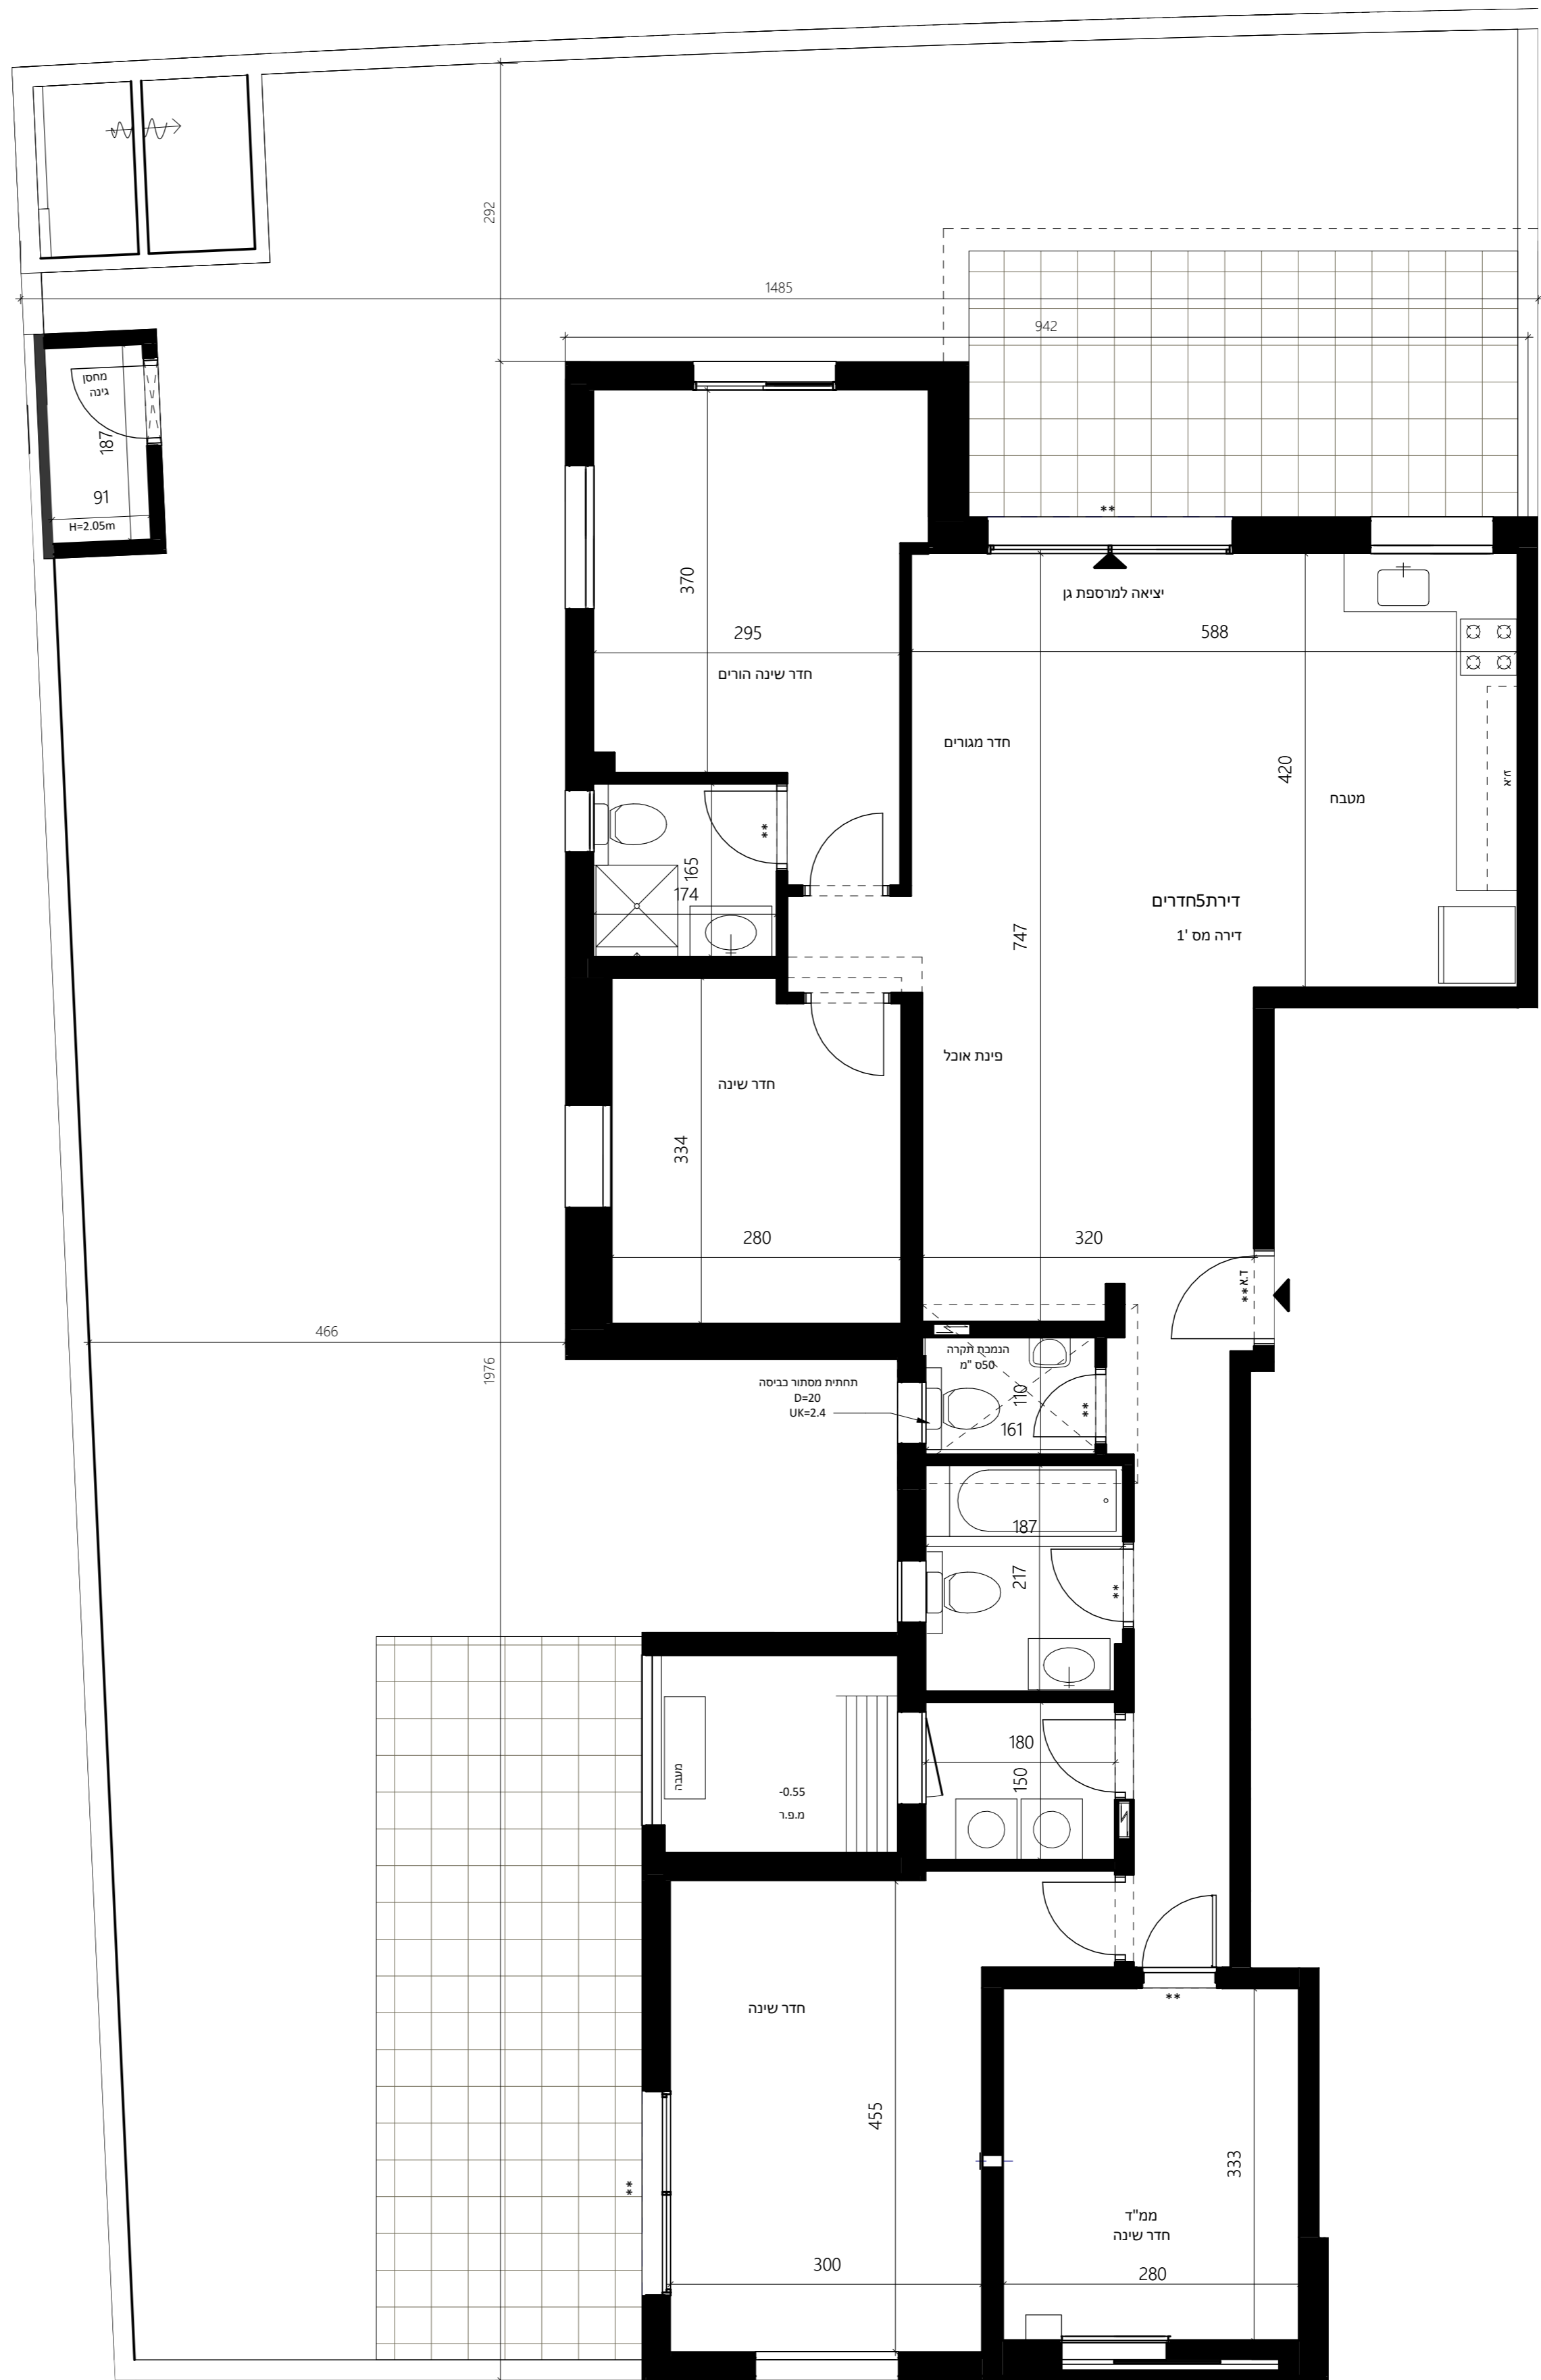 292
1485
942
מחסן
גינה
187
91
H=2.05m
**
יציאה למרפסת גן
370
295
588
חדר שינה הורים
חדר מגורים
420
מטבח
א.ע
**
165
174
דירת5חדרים
דירה מס '1
747
פינת אוכל
חדר שינה
334
280
320
ד.א**
466
1976
הנמכת תקרה
50ס "מ
תחתית מסתור כביסה
D=20
UK=2.4
110
161
**
187
217
**
180
150
מעבה
-0.55
מ.פ.ר
חדר שינה
**
455
333
**
ממ"ד
חדר שינה
300
280